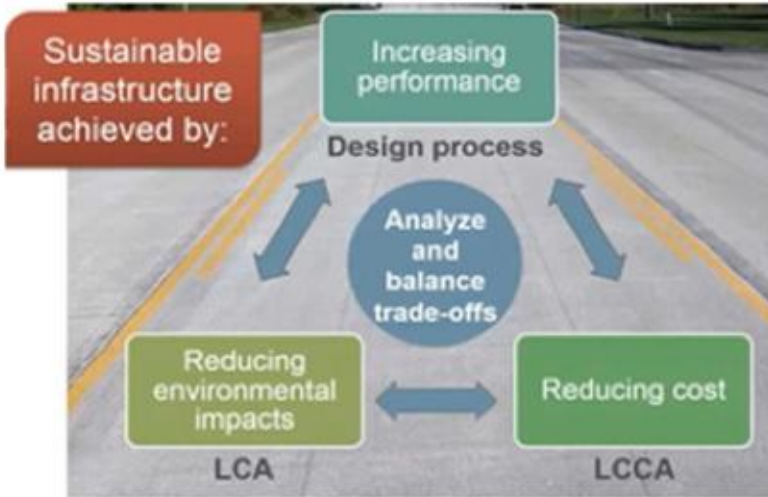 Sustainable
infrastructure
achieved by:
Increasing
performance
Design process
Analyze
and
balance
trade-offs
Reducing
environmental
impacts
LCA
Reducing cost
LCCA